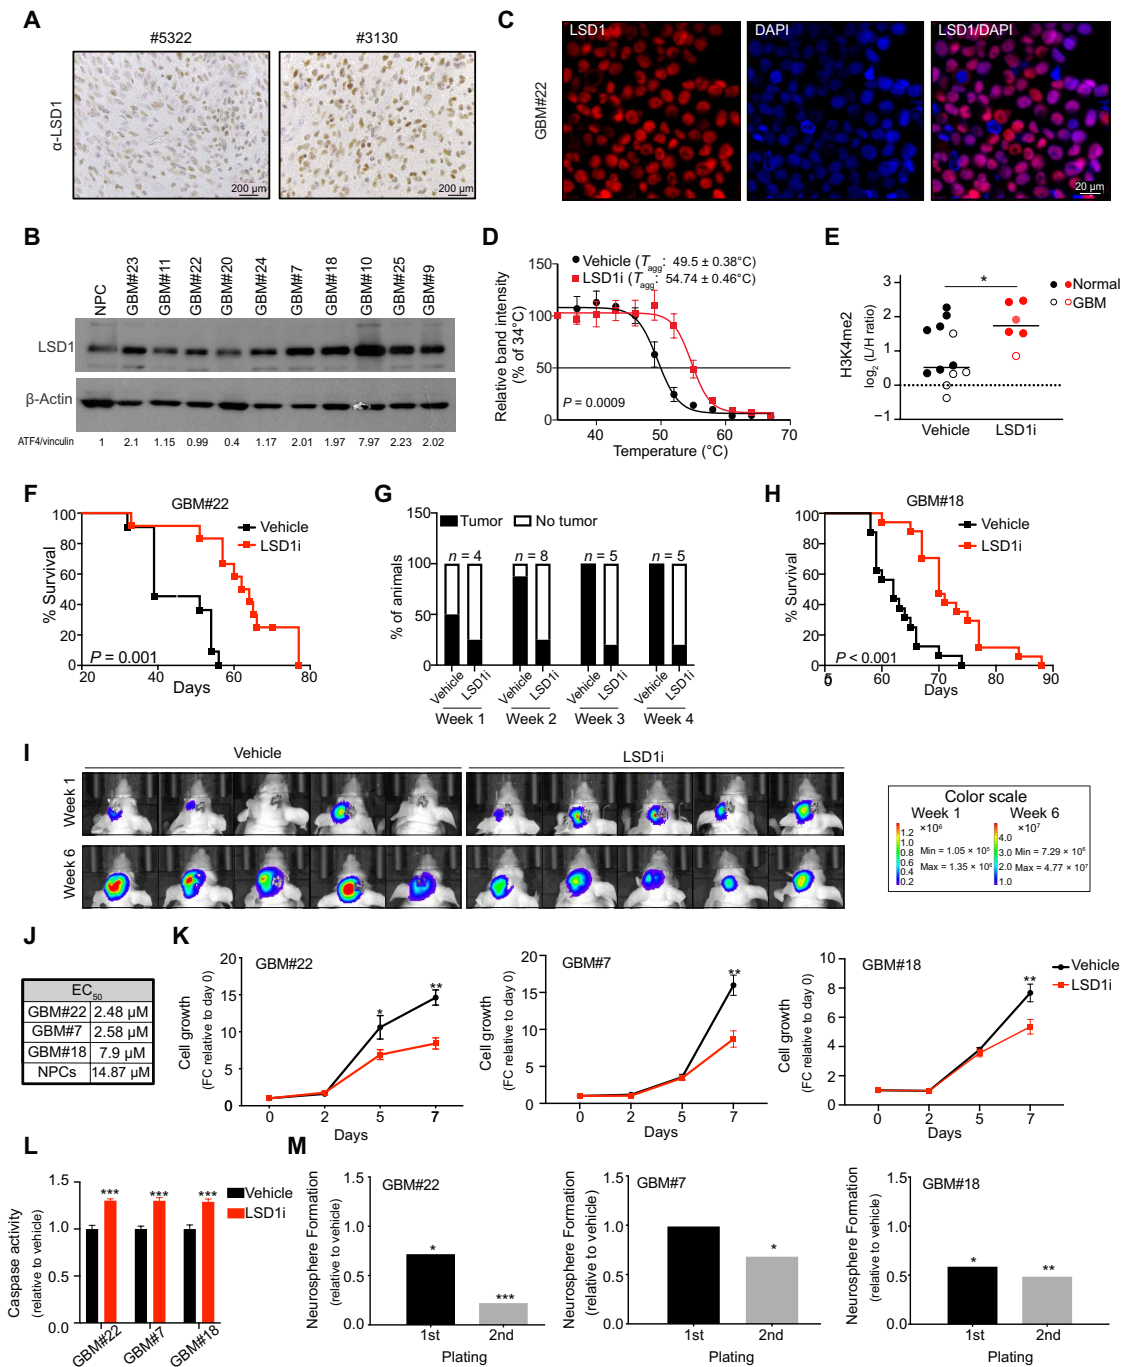 A
#5322
#3130
α-LSD1
200 µm
200 µm
B
NPC
GBM#23
GBM#11
GBM#22
GBM#20
GBM#24
GBM#7
GBM#18
GBM#10
GBM#25
GBM#9
LSD1
β-Actin
ATF4/vinculin 1 2.1 1.15 0.99 0.4 1.17 2.01 1.97 7.97 2.23 2.02
C
GBM#22
LSD1
DAPI
LSD1/DAPI
20 µm
D
Relative band intensity
(% of 34°C)
150
100
50
0
Vehicle (Tagg: 49.5 ± 0.38°C)
LSD1i (Tagg: 54.74 ± 0.46°C)
P = 0.0009
40 50 60 70
Temperature (°C)
E
H3K4me2
log2 (L/H ratio)
3
2
1
0
−1
*
Normal
GBM
Vehicle LSD1i
F
GBM#22
% Survival
100
80
60
40
20
0
Vehicle
LSD1i
P = 0.001
20 40 60 80
Days
G
Tumor No tumor
% of animals
150
100
50
0
n = 4 n = 8 n = 5 n = 5
Vehicle LSD1i Vehicle LSD1i Vehicle LSD1i Vehicle LSD1i
Week 1 Week 2 Week 3 Week 4
H
GBM#18
% Survival
100
80
60
40
20
0
Vehicle
LSD1i
P < 0.001
5
0 60 70 80 90
Days
I
Vehicle LSD1i
Week 1
Week 6
Color scale
Week 1 Week 6
1.2
1.0
0.8
0.6
0.4
0.2
×10⁶
Min = 1.05 × 10⁵
Max = 1.35 × 10⁶
4.0
3.0
2.0
1.0
×10⁷
Min = 7.29 × 10⁶
Max = 4.77 × 10⁷
J
EC50
GBM#22 2.48 µM
GBM#7 2.58 µM
GBM#18 7.9 µM
NPCs 14.87 µM
K
GBM#22
Cell growth
(FC relative to day 0)
20
15
10
5
0
*
**
0 2 5 7
Days
GBM#7
Cell growth
(FC relative to day 0)
20
15
10
5
0
**
0 2 5 7
Days
GBM#18
Cell growth
(FC relative to day 0)
10
8
6
4
2
0
**
0 2 5 7
Days
Vehicle
LSD1i
L
Caspase activity
(relative to vehicle)
1.5
1.0
0.5
0.0
*** *** ***
Vehicle
LSD1i
GBM#22 GBM#7 GBM#18
M
GBM#22
Neurosphere Formation
(relative to vehicle)
1.5
1.0
0.5
0.0
*
***
1st 2nd
Plating
GBM#7
Neurosphere Formation
(relative to vehicle)
1.5
1.0
0.5
0.0
*
1st 2nd
Plating
GBM#18
Neurosphere Formation
(relative to vehicle)
1.5
1.0
0.5
0.0
*
**
1st 2nd
Plating